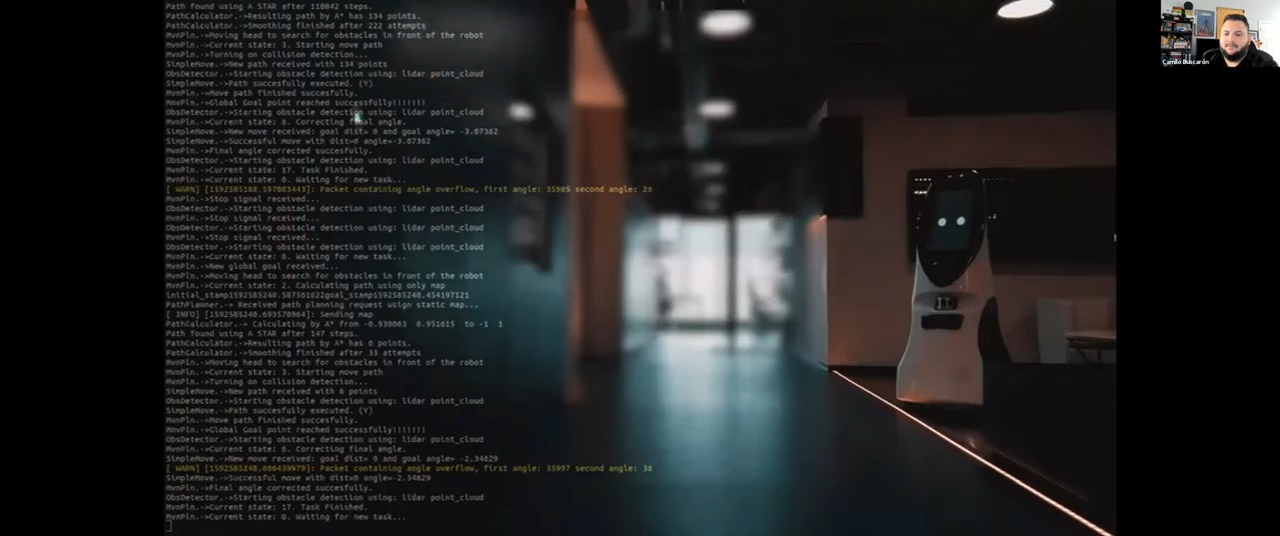 Path found using A STAR after 110842 steps.
PathCalculator.->Resulting path by A* has 134 points.
PathCalculator.->Smoothing finished after 222 attempts
MvnPln.->Moving head to search for obstacles in front of the robot
MvnPln.->Current state: 3. Starting move path
MvnPln.->Turning on collision detection...
SimpleMove.->New path received with 134 points
ObsDetector.->Starting obstacle detection using: lidar point_cloud
SimpleMove.->Path succesfully executed. (Y)
MvnPln.->Move path finished succesfully.
MvnPln.->Global Goal point reached successfully!!!!!!!
ObsDetector.->Starting obstacle detection using: lidar point_cloud
MvnPln.->Current state: 6. Correcting final angle.
SimpleMove.->New move received: goal dist= 0 and goal angle= -3.07362
SimpleMove.->Successful move with dist=0 angle=-3.07362
MvnPln.->Final angle corrected succesfully.
ObsDetector.->Starting obstacle detection using: lidar point_cloud
MvnPln.->Current state: 17. Task Finished.
MvnPln.->Current state: 0. Waiting for new task...
[ WARN] [1592585188.597083443]: Packet containing angle overflow, first angle: 35985 second angle: 26
MvnPln.->Stop signal received...
ObsDetector.->Starting obstacle detection using: lidar point_cloud
MvnPln.->Stop signal received...
ObsDetector.->Starting obstacle detection using: lidar point_cloud
MvnPln.->Stop signal received...
ObsDetector.->Starting obstacle detection using: lidar point_cloud
MvnPln.->Current state: 0. Waiting for new task...
MvnPln.->New global goal received...
MvnPln.->Moving head to search for obstacles in front of the robot
MvnPln.->Current state: 2. Calculating path using only map
initial_stamp1592585240.507561622goal_stamp1592585240.454197121
PathPlanner.-> Received path planning request usign static map...
[ INFO] [1592585240.693570964]: Sending map
PathCalculator.-> Calculating by A* from -0.930063 0.951615 to -1 1
Path found using A STAR after 147 steps.
PathCalculator.->Resulting path by A* has 6 points.
PathCalculator.->Smoothing finished after 33 attempts
MvnPln.->Moving head to search for obstacles in front of the robot
MvnPln.->Current state: 3. Starting move path
MvnPln.->Turning on collision detection...
SimpleMove.->New path received with 6 points
ObsDetector.->Starting obstacle detection using: lidar point_cloud
SimpleMove.->Path succesfully executed. (Y)
MvnPln.->Move path finished succesfully.
MvnPln.->Global Goal point reached successfully!!!!!!!
ObsDetector.->Starting obstacle detection using: lidar point_cloud
MvnPln.->Current state: 6. Correcting final angle.
SimpleMove.->New move received: goal dist= 0 and goal angle= -2.34629
[ WARN] [1592585248.006439979]: Packet containing angle overflow, first angle: 35997 second angle: 36
SimpleMove.->Successful move with dist=0 angle=-2.34629
MvnPln.->Final angle corrected succesfully.
ObsDetector.->Starting obstacle detection using: lidar point_cloud
MvnPln.->Current state: 17. Task Finished.
MvnPln.->Current state: 0. Waiting for new task...
Camilo Buscarón